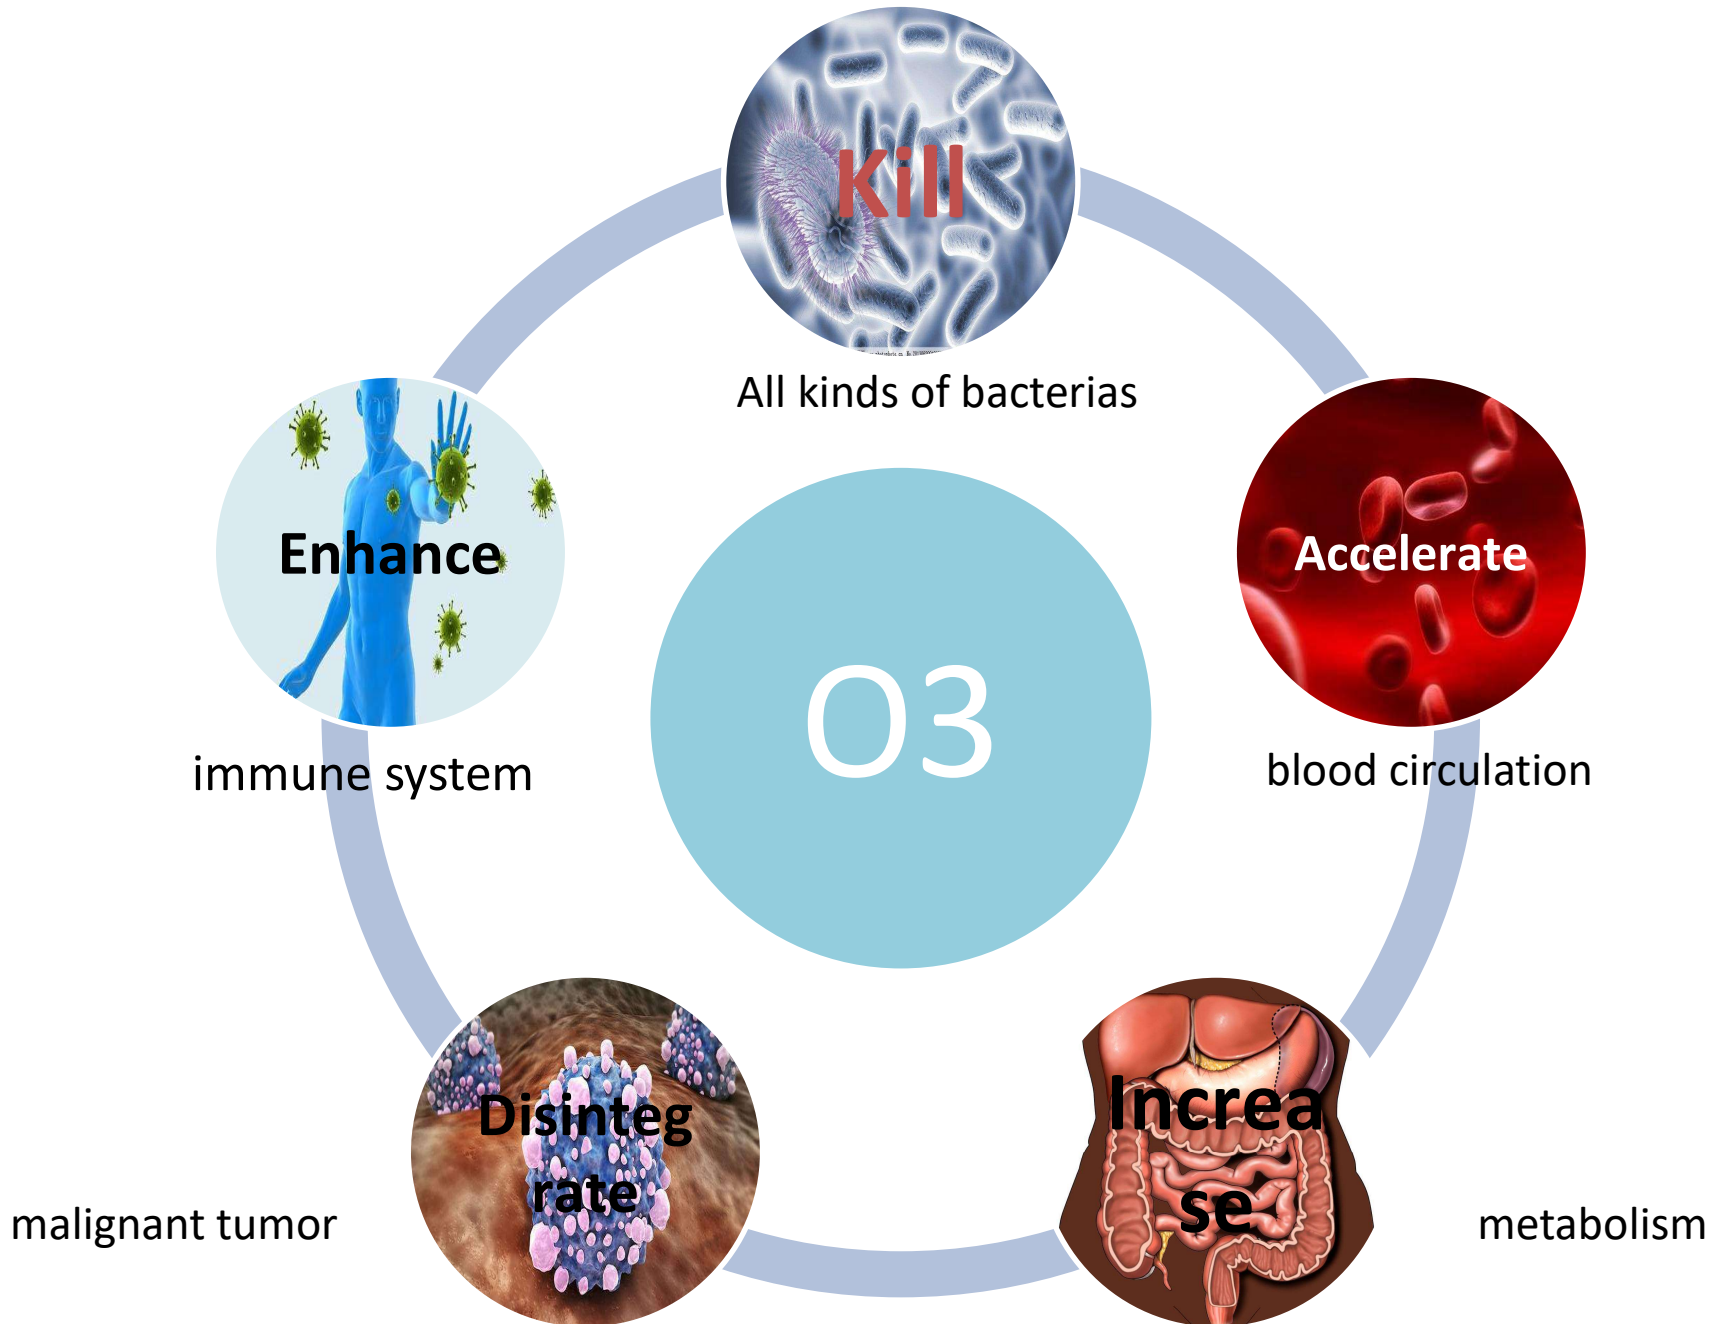 Kill
All kinds of bacterias
Accelerate
blood circulation
Increa
se
metabolism
Disinteg
rate
malignant tumor
Enhance
immune system
O3